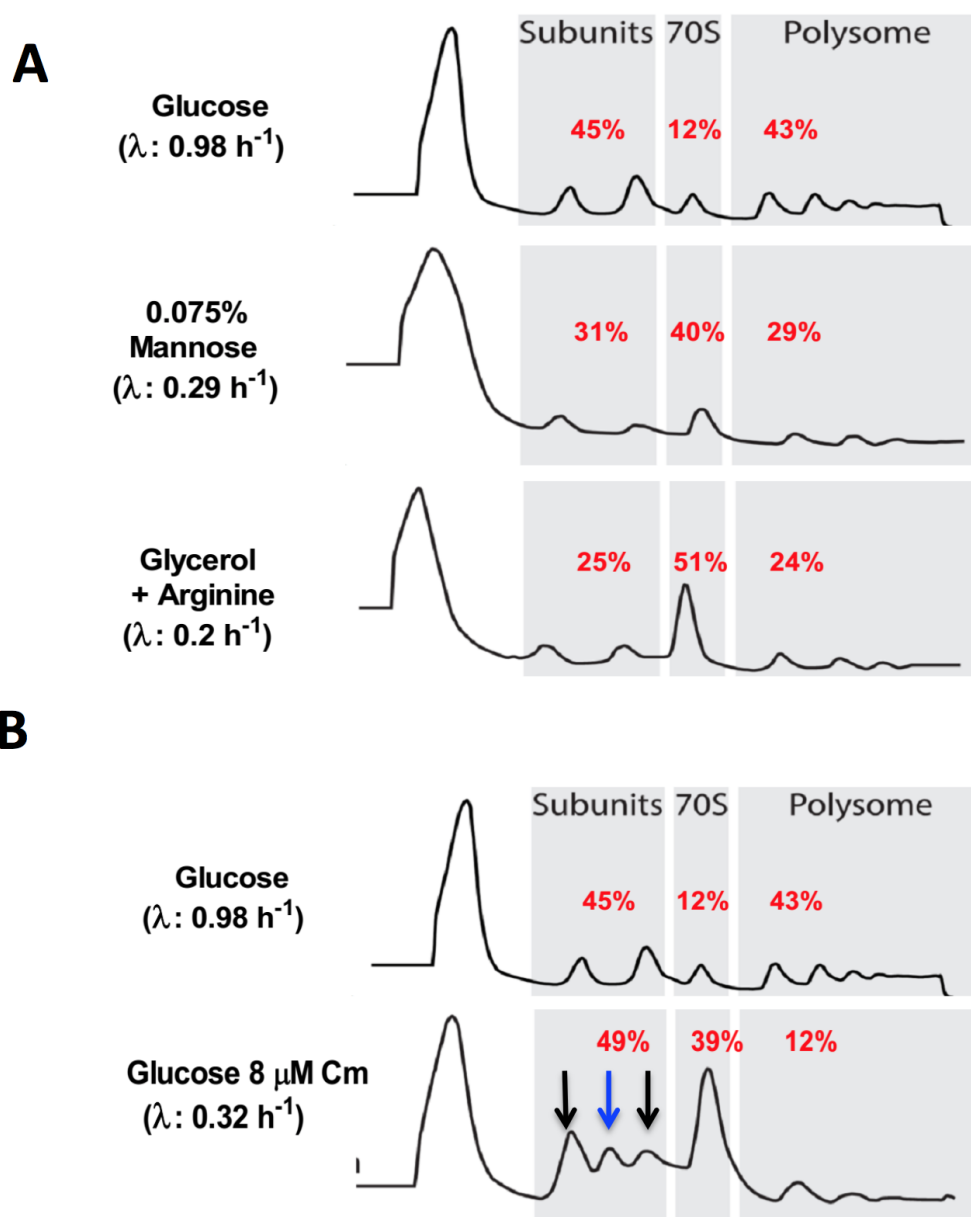 A
Subunits 70S Polysome
Glucose
(λ: 0.98 h-1)
45% 12% 43%
0.075%
Mannose
(λ: 0.29 h-1)
31% 40% 29%
Glycerol
+ Arginine
(λ: 0.2 h-1)
25% 51% 24%
B
Subunits 70S Polysome
Glucose
(λ: 0.98 h-1)
45% 12% 43%
Glucose 8 μM Cm
(λ: 0.32 h-1)
49% 39% 12%